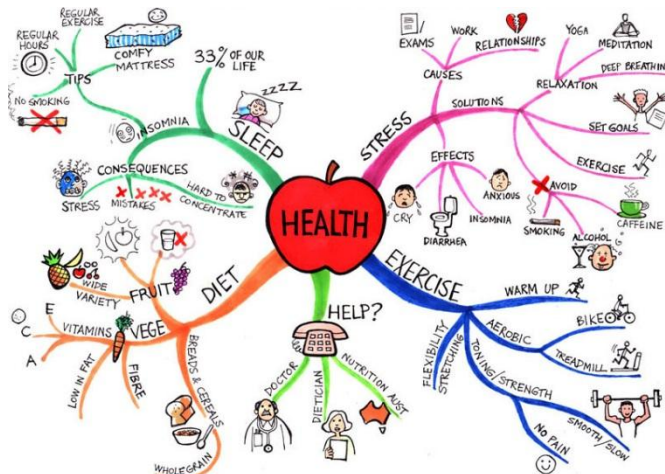 HEALTH
SLEEP
33% OF OUR
LIFE
ZZZZ
INSOMNIA
TIPS
REGULAR
EXERCISE
REGULAR
HOURS
COMFY
MATTRESS
NO SMOKING
CONSEQUENCES
STRESS
MISTAKES
HARD TO
CONCENTRATE
STRESS
CAUSES
EXAMS
WORK
RELATIONSHIPS
SOLUTIONS
RELAXATION
YOGA
MEDITATION
DEEP BREATHIN
SET GOALS
EXERCISE
AVOID
SMOKING
ALCOHOL
CAFFEINE
EFFECTS
CRY
DIARRHEA
INSOMNIA
ANXIOUS
EXERCISE
WARM UP
AEROBIC
BIKE
TREADMILL
TONING/STRENGTH
SMOOTH/SLOW
NO PAIN
FLEXIBILITY
STRETCHING
HELP?
DOCTOR
DIETICIAN
NUTRITION AUST
DIET
FRUIT
WIDE
VARIETY
VEGE
VITAMINS
E
C
A
LOW IN FAT
FIBRE
BREADS & CEREALS
WHOLEGRAIN